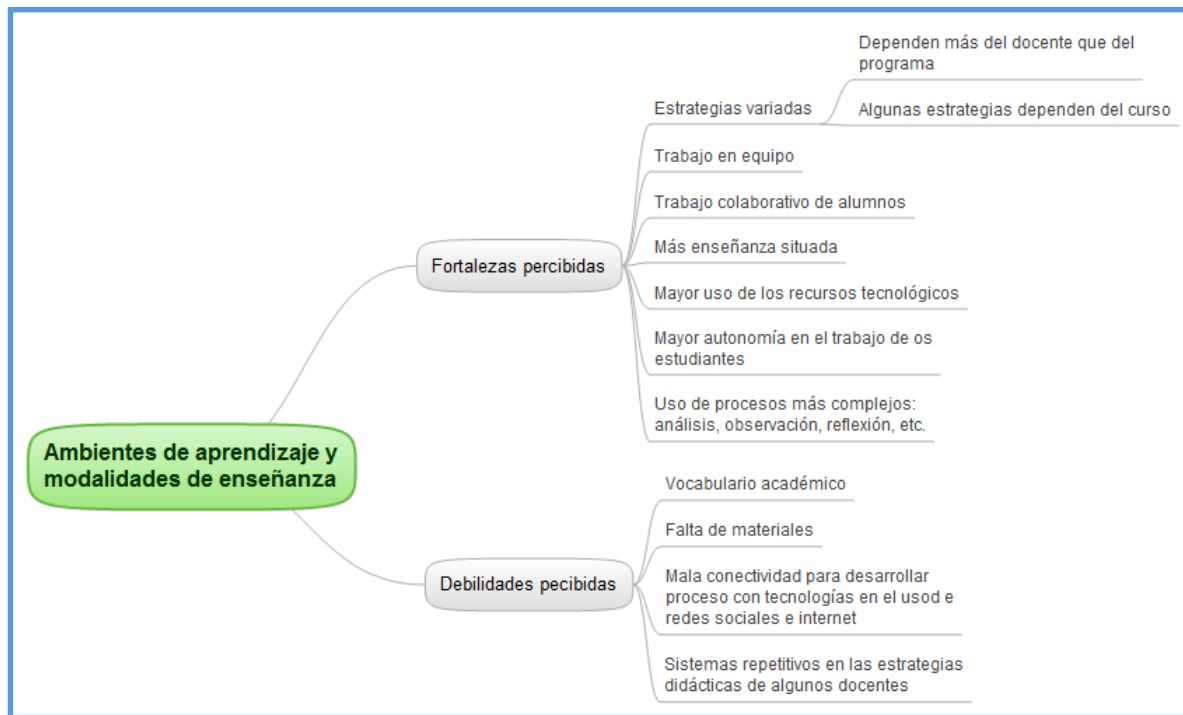 Ambientes de aprendizaje y
modalidades de enseñanza
Fortalezas percibidas
Estrategias variadas
Dependen más del docente que del
programa
Algunas estrategias dependen del curso
Trabajo en equipo
Trabajo colaborativo de alumnos
Más enseñanza situada
Mayor uso de los recursos tecnológicos
Mayor autonomía en el trabajo de os
estudiantes
Uso de procesos más complejos:
análisis, observación, reflexión, etc.
Debilidades pecibidas
Vocabulario académico
Falta de materiales
Mala conectividad para desarrollar
proceso con tecnologías en el usod e
redes sociales e internet
Sistemas repetitivos en las estrategias
didácticas de algunos docentes